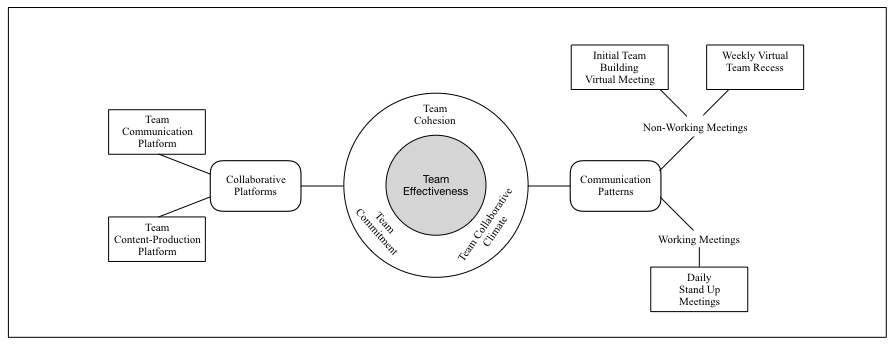 Initial Team
Building
Virtual Meeting
Weekly Virtual
Team Recess
Non-Working Meetings
Team
Communication
Platform
Team
Cohesion
Collaborative
Platforms
Team
Effectiveness
Communication
Patterns
Team
Commitment
Team Collaborative
Climate
Team
Content-Production
Platform
Working Meetings
Daily
Stand Up
Meetings